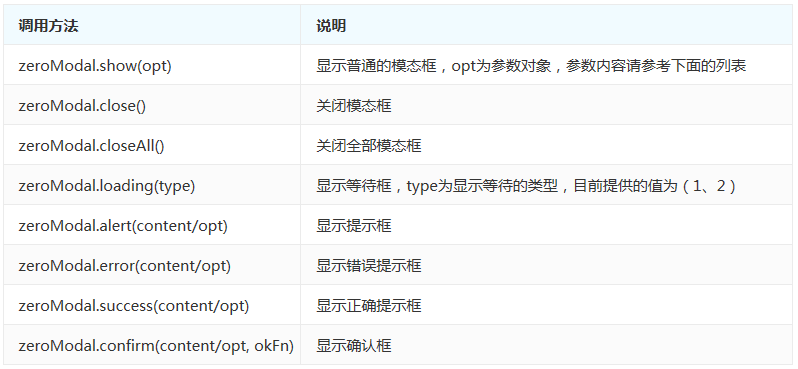 调用方法 说明
zeroModal.show(opt) 显示普通的模态框，opt为参数对象，参数内容请参考下面的列表
zeroModal.close() 关闭模态框
zeroModal.closeAll() 关闭全部模态框
zeroModal.loading(type) 显示等待框，type为显示等待的类型，目前提供的值为（1、2）
zeroModal.alert(content/opt) 显示提示框
zeroModal.error(content/opt) 显示错误提示框
zeroModal.success(content/opt) 显示正确提示框
zeroModal.confirm(content/opt, okFn) 显示确认框